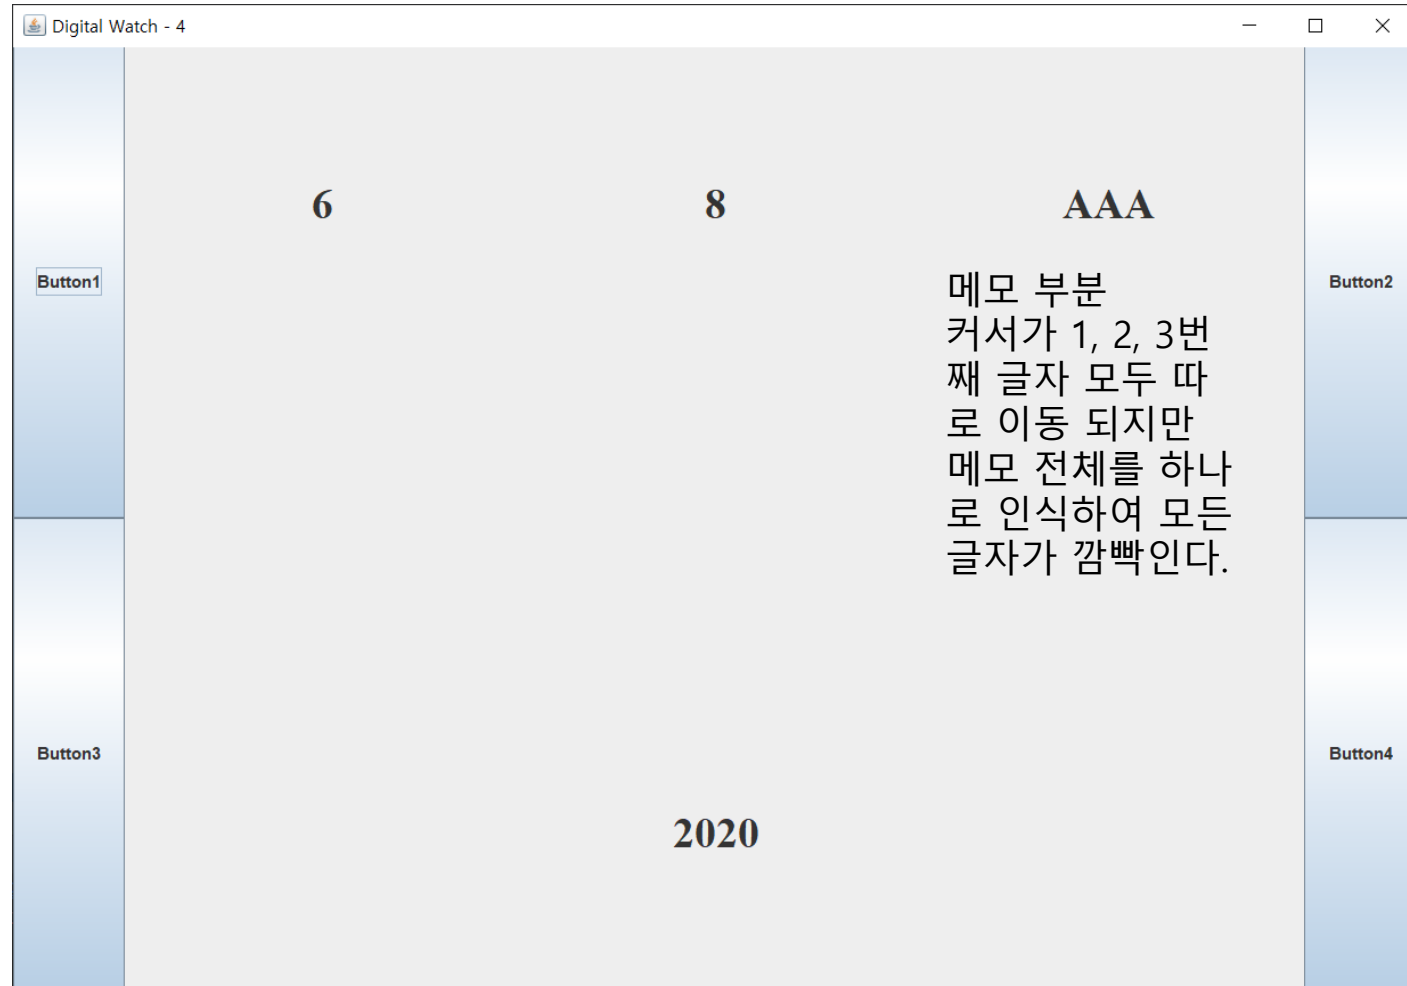 Digital Watch - 4
6 8 AAA
Button1
Button2
메모 부분
커서가 1, 2, 3번
째 글자 모두 따
로 이동 되지만
메모 전체를 하나
로 인식하여 모든
글자가 깜빡인다.
Button3
Button4
2020